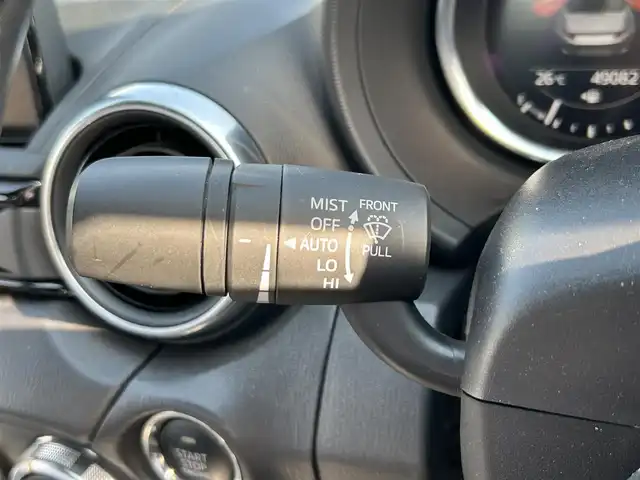 26°C 49082
MIST FRONT
OFF
AUTO PULL
LO
HI
START
STOP